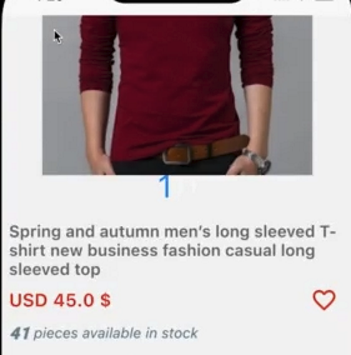 1
Spring and autumn men's long sleeved T-
shirt new business fashion casual long
sleeved top
USD 45.0 $
41 pieces available in stock